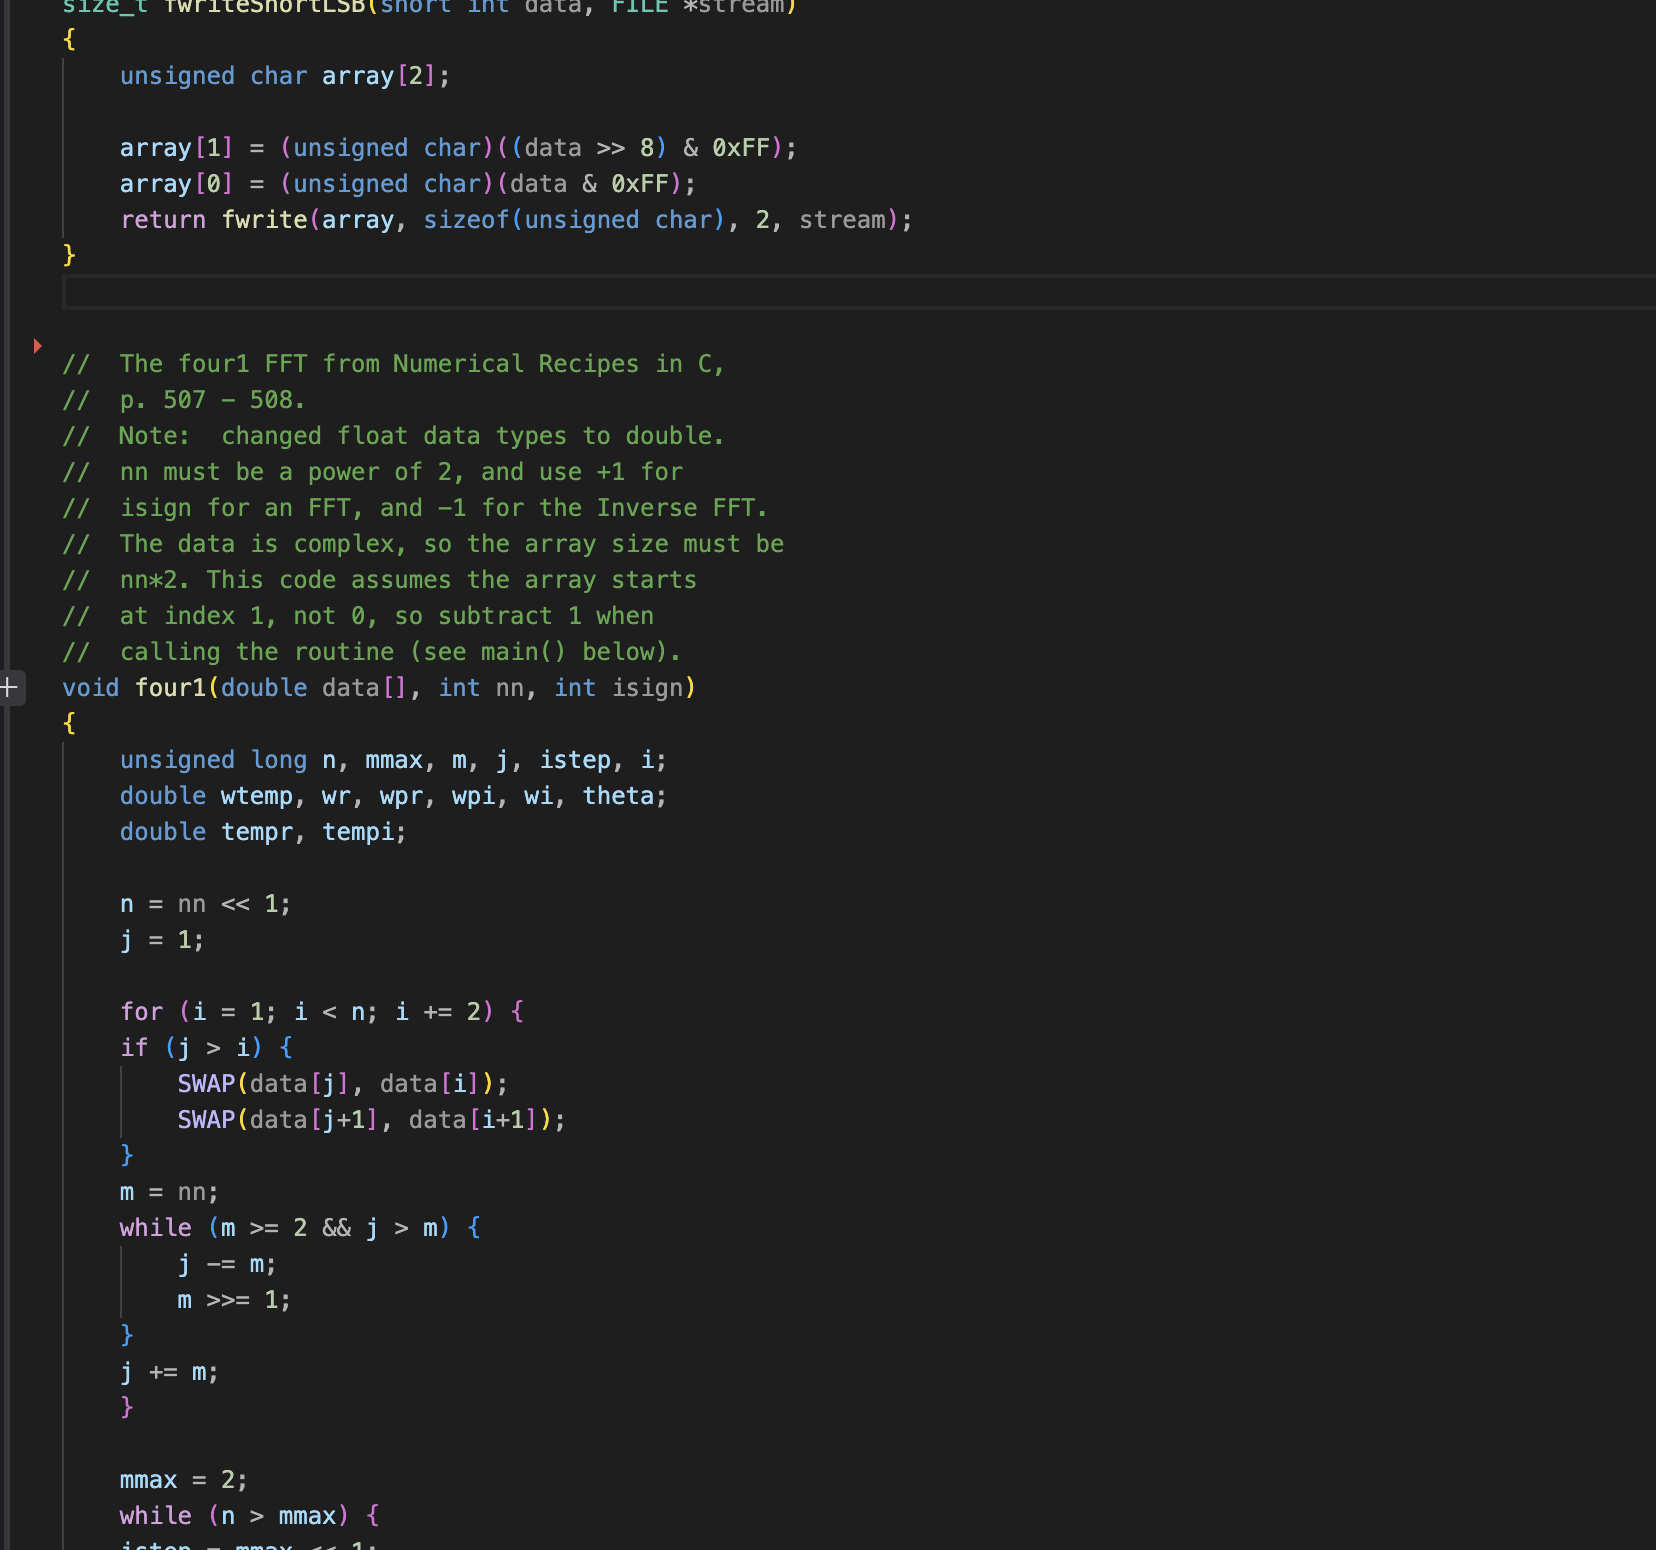 size_t fwriteShortLSB(short int data, FILE *stream)
{
    unsigned char array[2];

    array[1] = (unsigned char)((data >> 8) & 0xFF);
    array[0] = (unsigned char)(data & 0xFF);
    return fwrite(array, sizeof(unsigned char), 2, stream);
}

//  The four1 FFT from Numerical Recipes in C,
//  p. 507 - 508.
//  Note:  changed float data types to double.
//  nn must be a power of 2, and use +1 for
//  isign for an FFT, and -1 for the Inverse FFT.
//  The data is complex, so the array size must be
//  nn*2. This code assumes the array starts
//  at index 1, not 0, so subtract 1 when
//  calling the routine (see main() below).
void four1(double data[], int nn, int isign)
{
    unsigned long n, mmax, m, j, istep, i;
    double wtemp, wr, wpr, wpi, wi, theta;
    double tempr, tempi;

    n = nn << 1;
    j = 1;

    for (i = 1; i < n; i += 2) {
    if (j > i) {
        SWAP(data[j], data[i]);
        SWAP(data[j+1], data[i+1]);
    }
    m = nn;
    while (m >= 2 && j > m) {
        j -= m;
        m >>= 1;
    }
    j += m;
    }

    mmax = 2;
    while (n > mmax) {
    istep = mmax << 1;